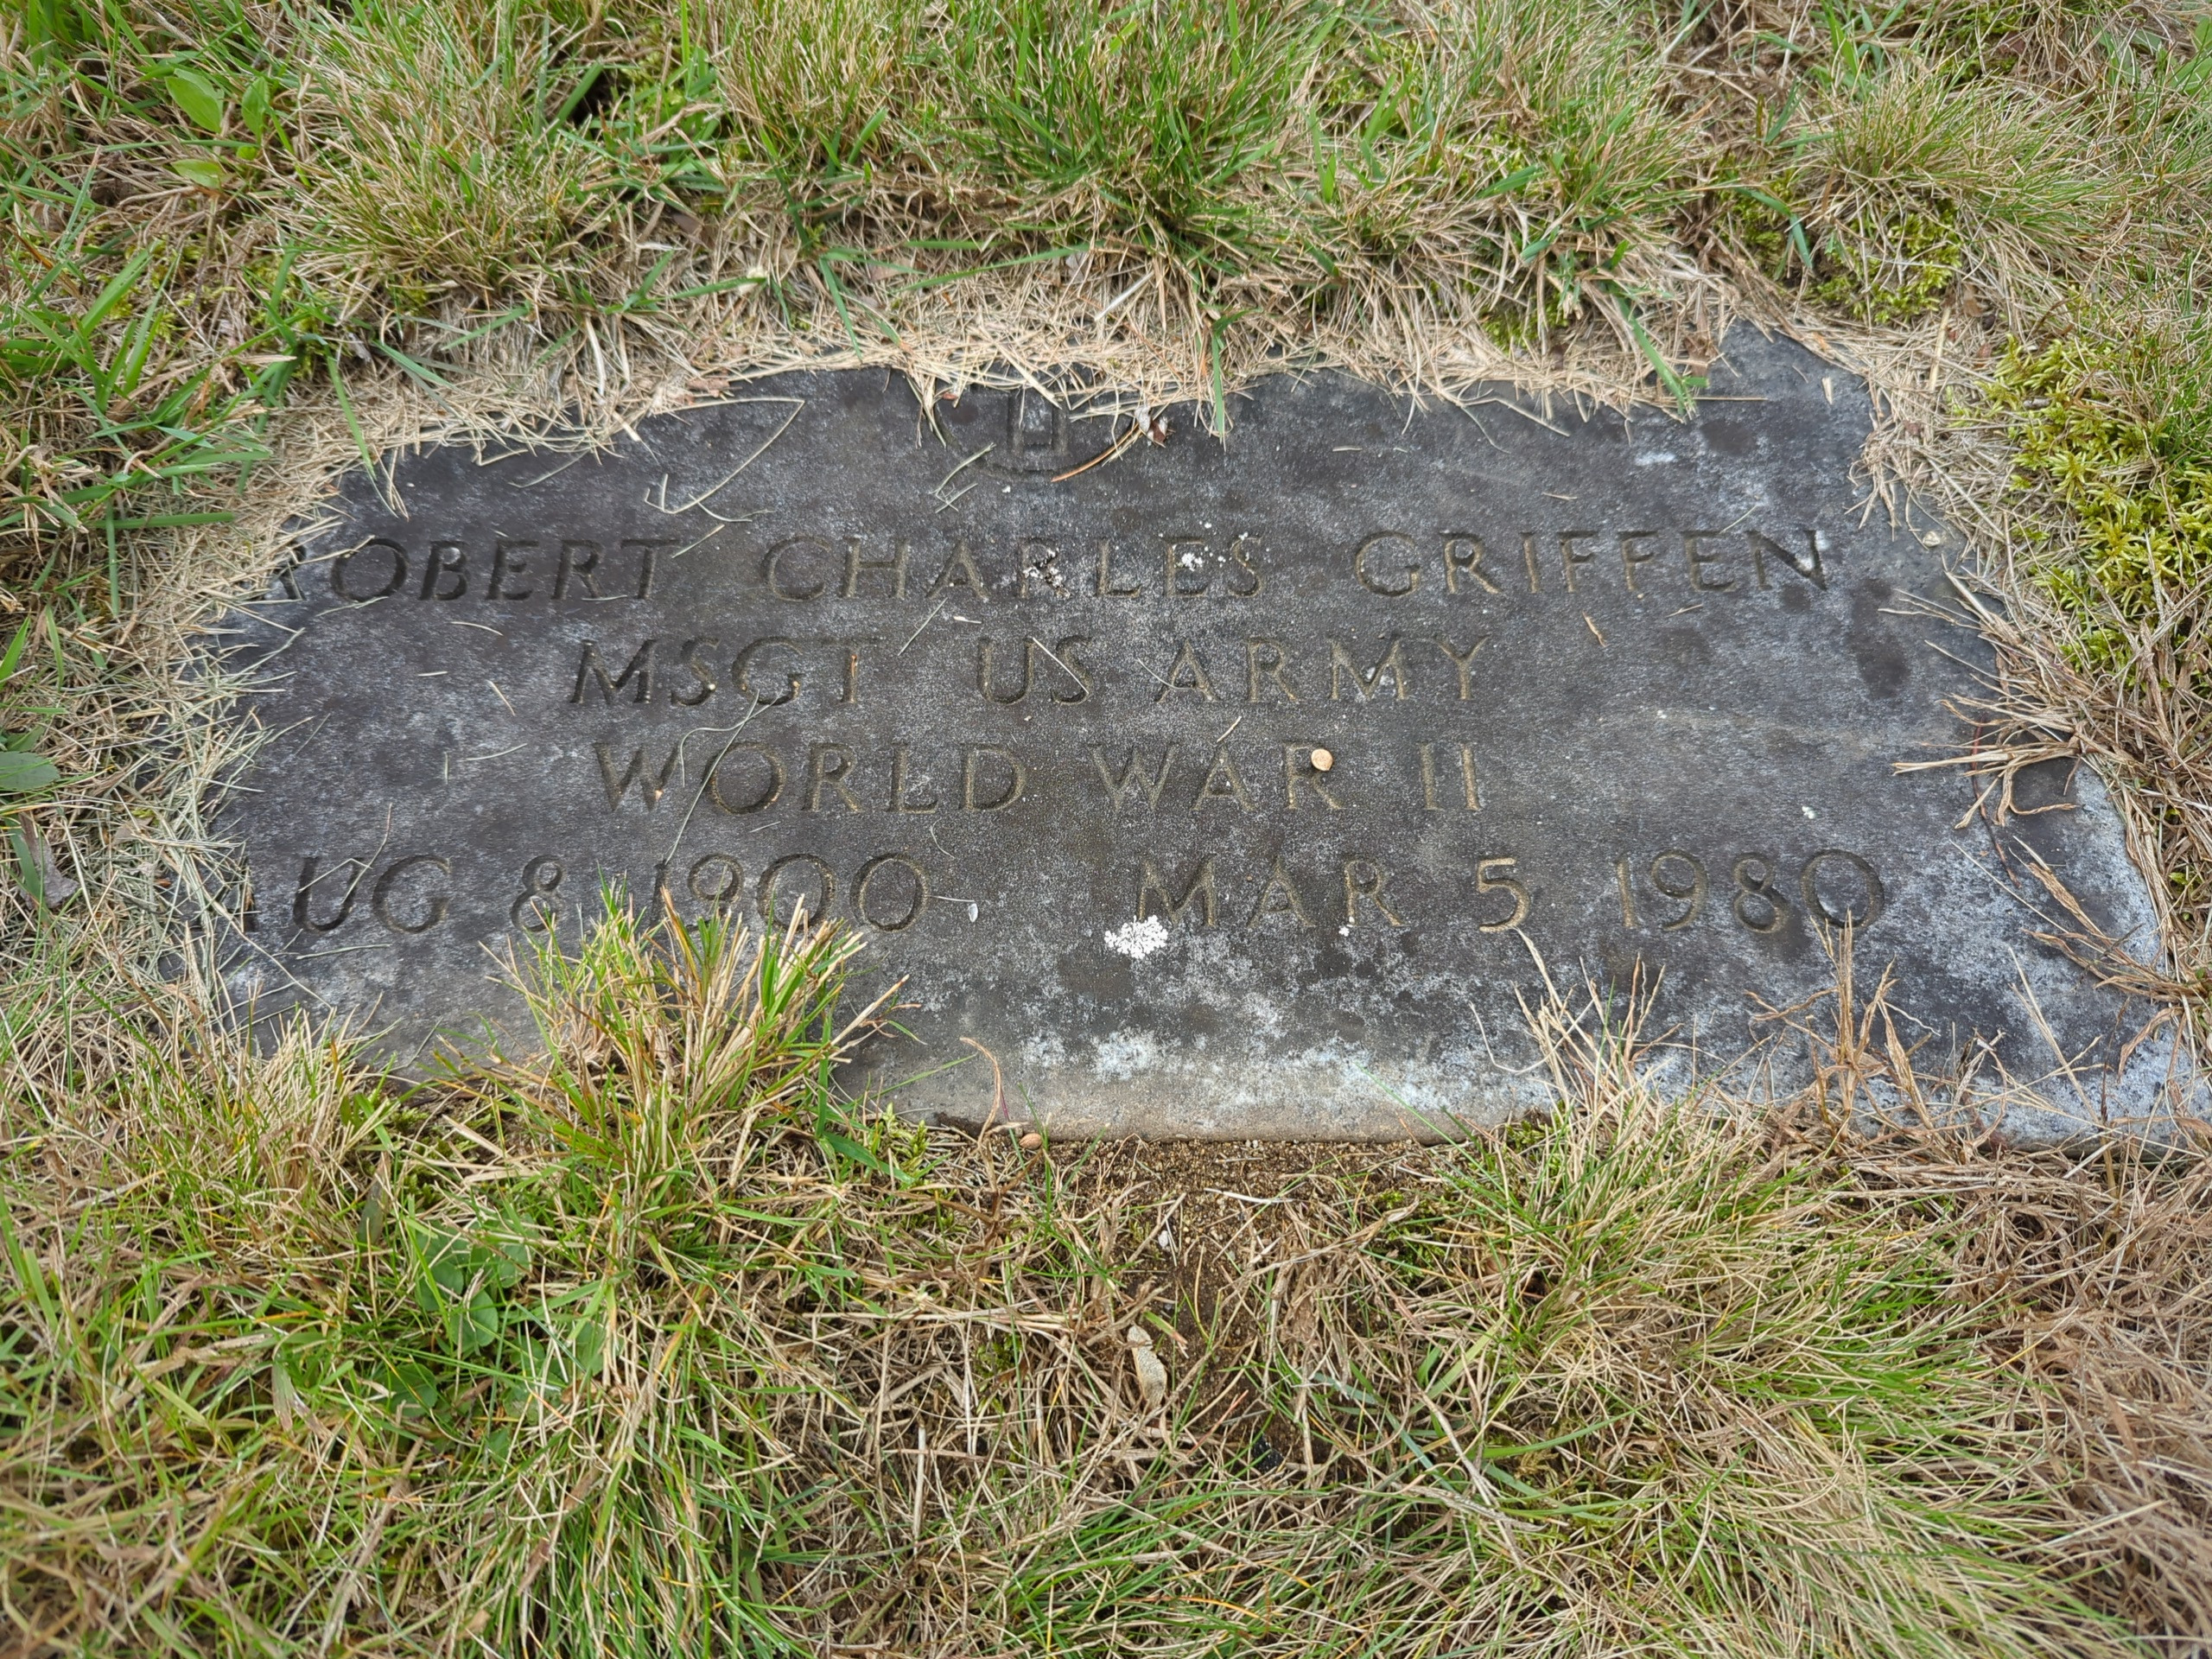 ROBERT CHARLES GRIFFEN
MSGT US ARMY
WORLD WAR II
AUG 8 1900 MAR 5 1980